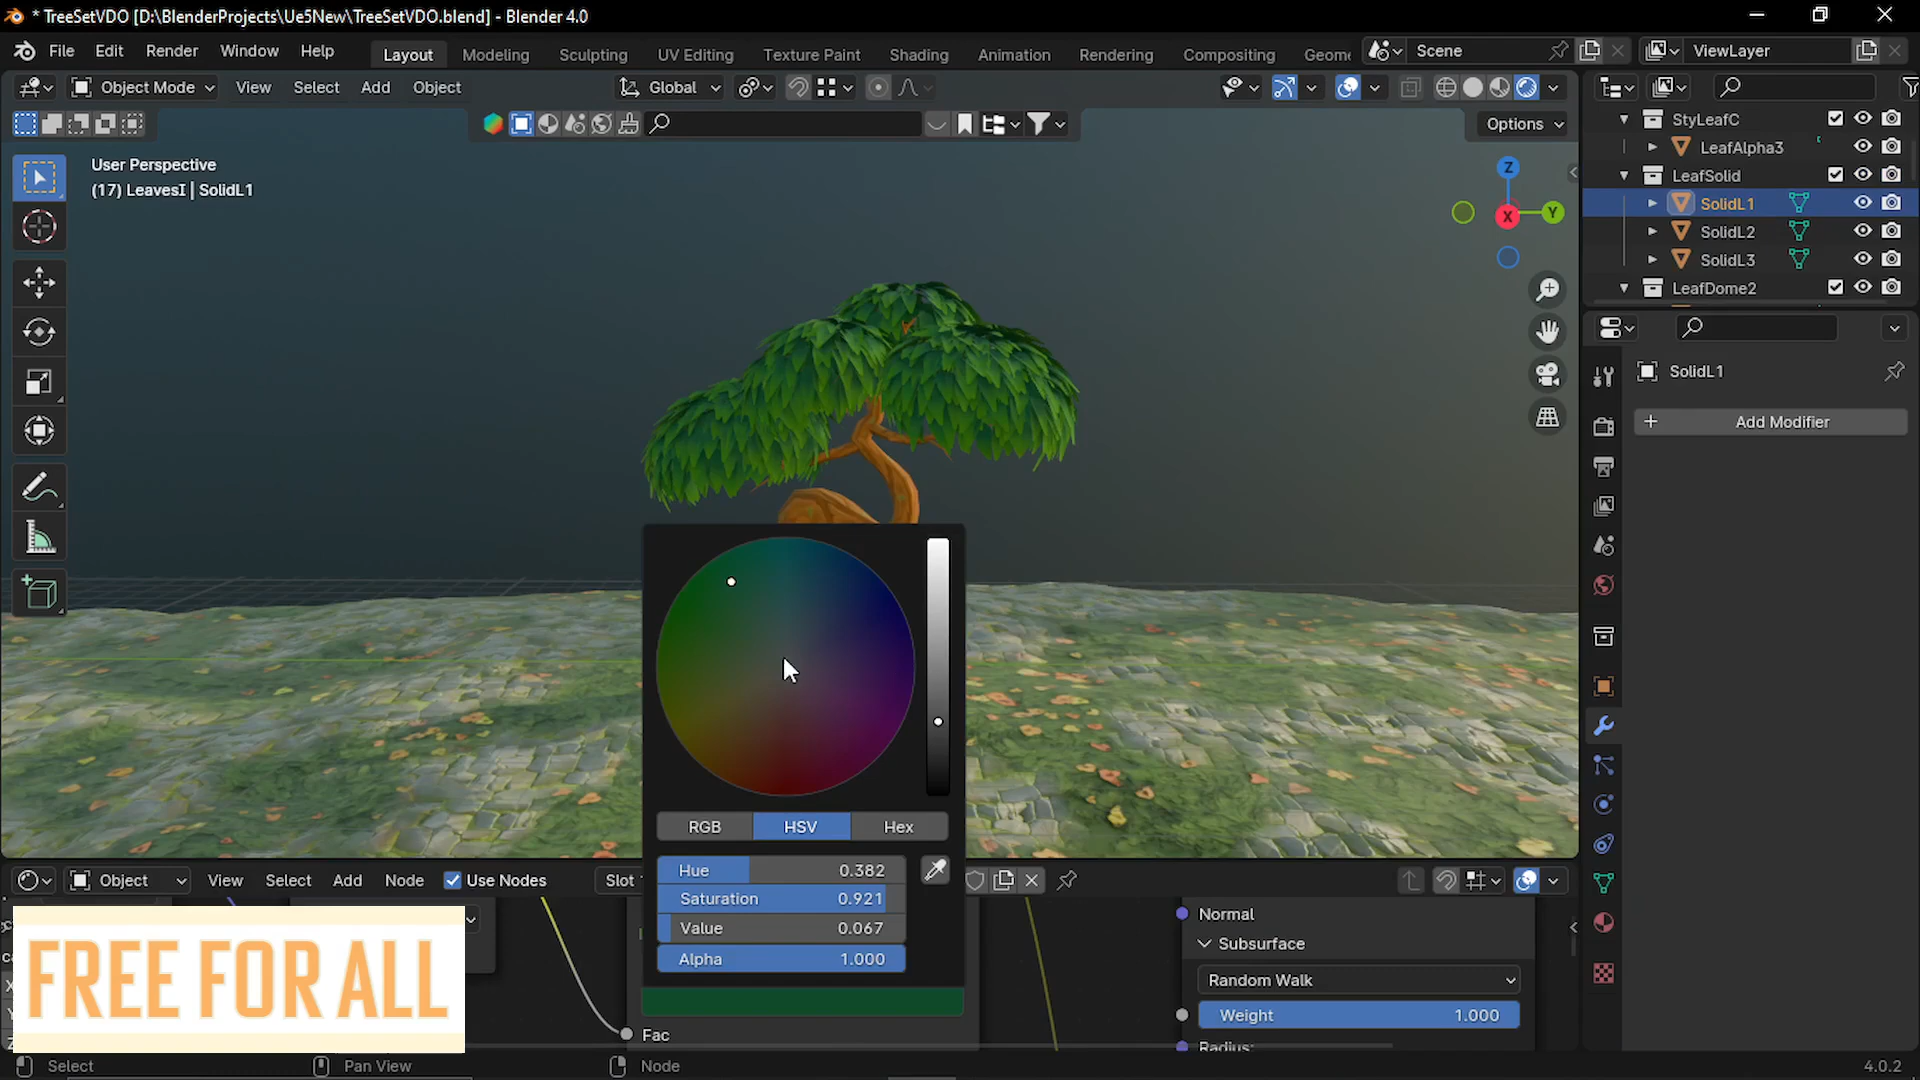 * TreeSetVDO [D:\BlenderProjects\Ue5New\TreeSetVDO.blend] - Blender 4.0
File Edit Render Window Help Layout Modeling Sculpting UV Editing Texture Paint Shading Animation Rendering Compositing Scene ViewLayer
Object Mode View Select Add Object Global
Options
User Perspective
(17) LeavesI | SolidL1
Z
Y
X
StyLeafC
LeafAlpha3
LeafSolid
SolidL1
SolidL2
SolidL3
LeafDome2
SolidL1
Add Modifier
RGB HSV Hex
Hue 0.382
Saturation 0.921
Value 0.067
Alpha 1.000
Object View Select Add Node Use Nodes Slot
Fac
Normal
Subsurface
Random Walk
Weight 1.000
Radius:
FREE FOR ALL
Select Pan View Node 4.0.2